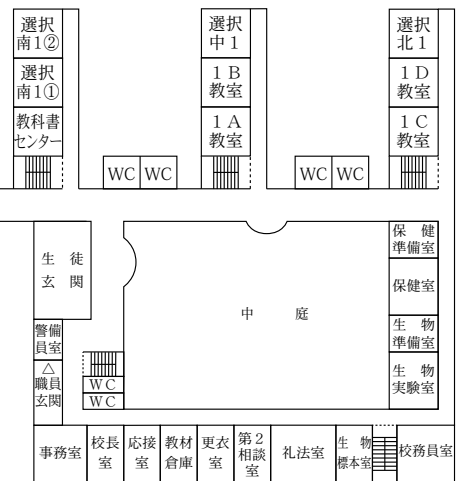 選択
南1②
選択
中1
選択
北1
選択
南1①
1B
教室
1D
教室
教科書
センター
1A
教室
1C
教室
WC
WC
WC
WC
生徒
玄関
中庭
保健
準備室
保健室
生物
準備室
生物
実験室
警備
員室
△
職員
玄関
WC
WC
事務室
校長
室
応接
室
教材
倉庫
更衣
室
第2
相談
室
礼法室
生物
標本室
校務員室